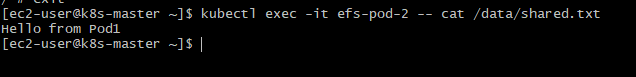 / # exit
[ec2-user@k8s-master ~]$ kubectl exec -it efs-pod-2 -- cat /data/shared.txt
Hello from Pod1
[ec2-user@k8s-master ~]$